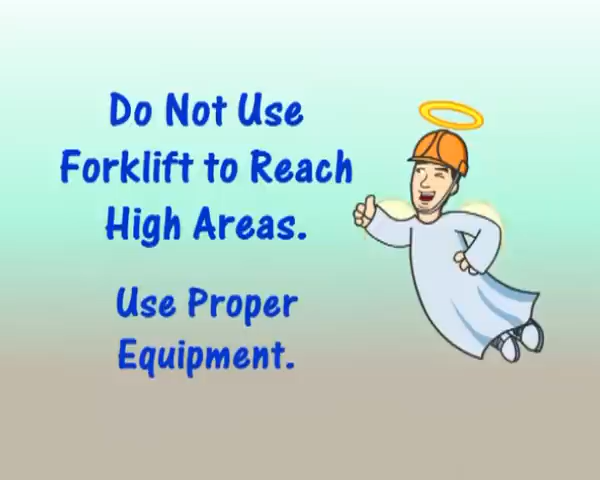 Do Not Use
Forklift to Reach
High Areas.
Use Proper
Equipment.